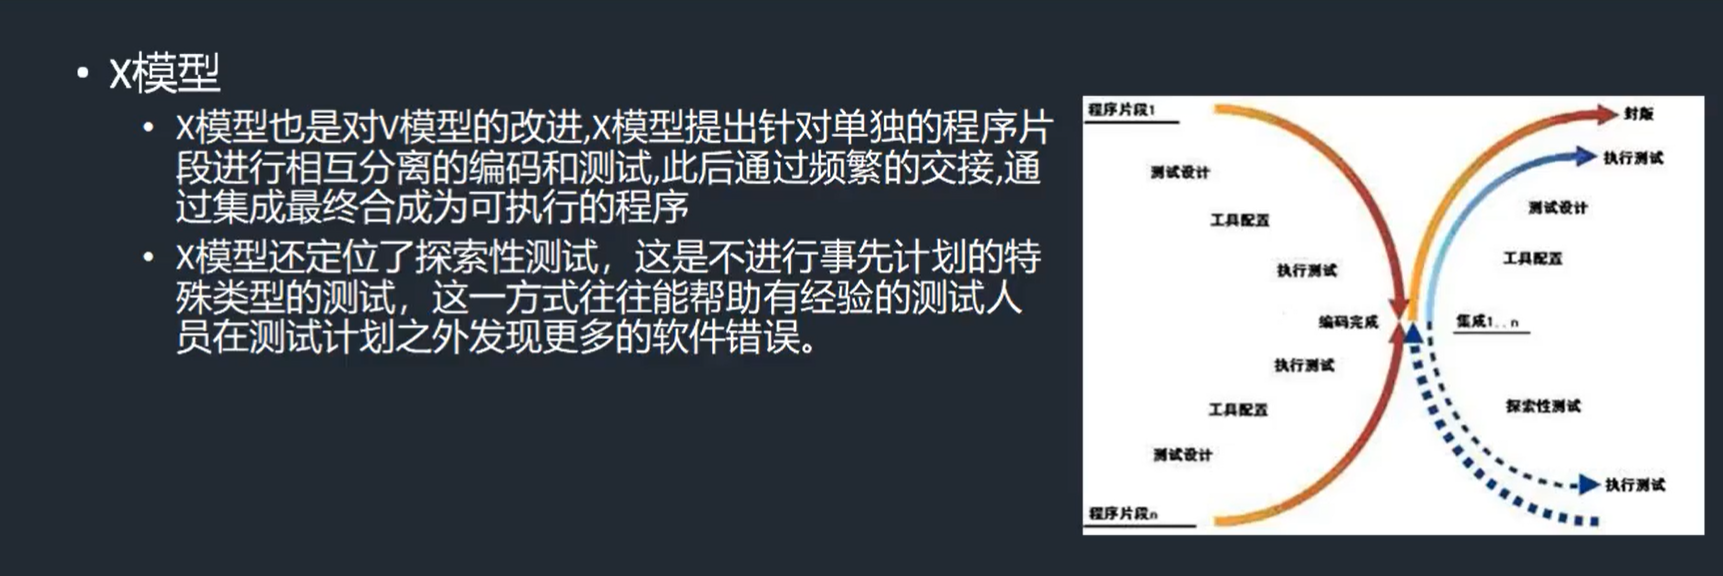 • X模型
• X模型也是对V模型的改进,X模型提出针对单独的程序片
段进行相互分离的编码和测试,此后通过频繁的交接,通
过集成最终合成为可执行的程序
• X模型还定位了探索性测试，这是不进行事先计划的特
殊类型的测试，这一方式往往能帮助有经验的测试人
员在测试计划之外发现更多的软件错误。
程序片段1
测试设计
工具配置
执行测试
编码完成
执行测试
工具配置
测试设计
程序片段n
封版
执行测试
测试设计
工具配置
集成1..n
探索性测试
执行测试